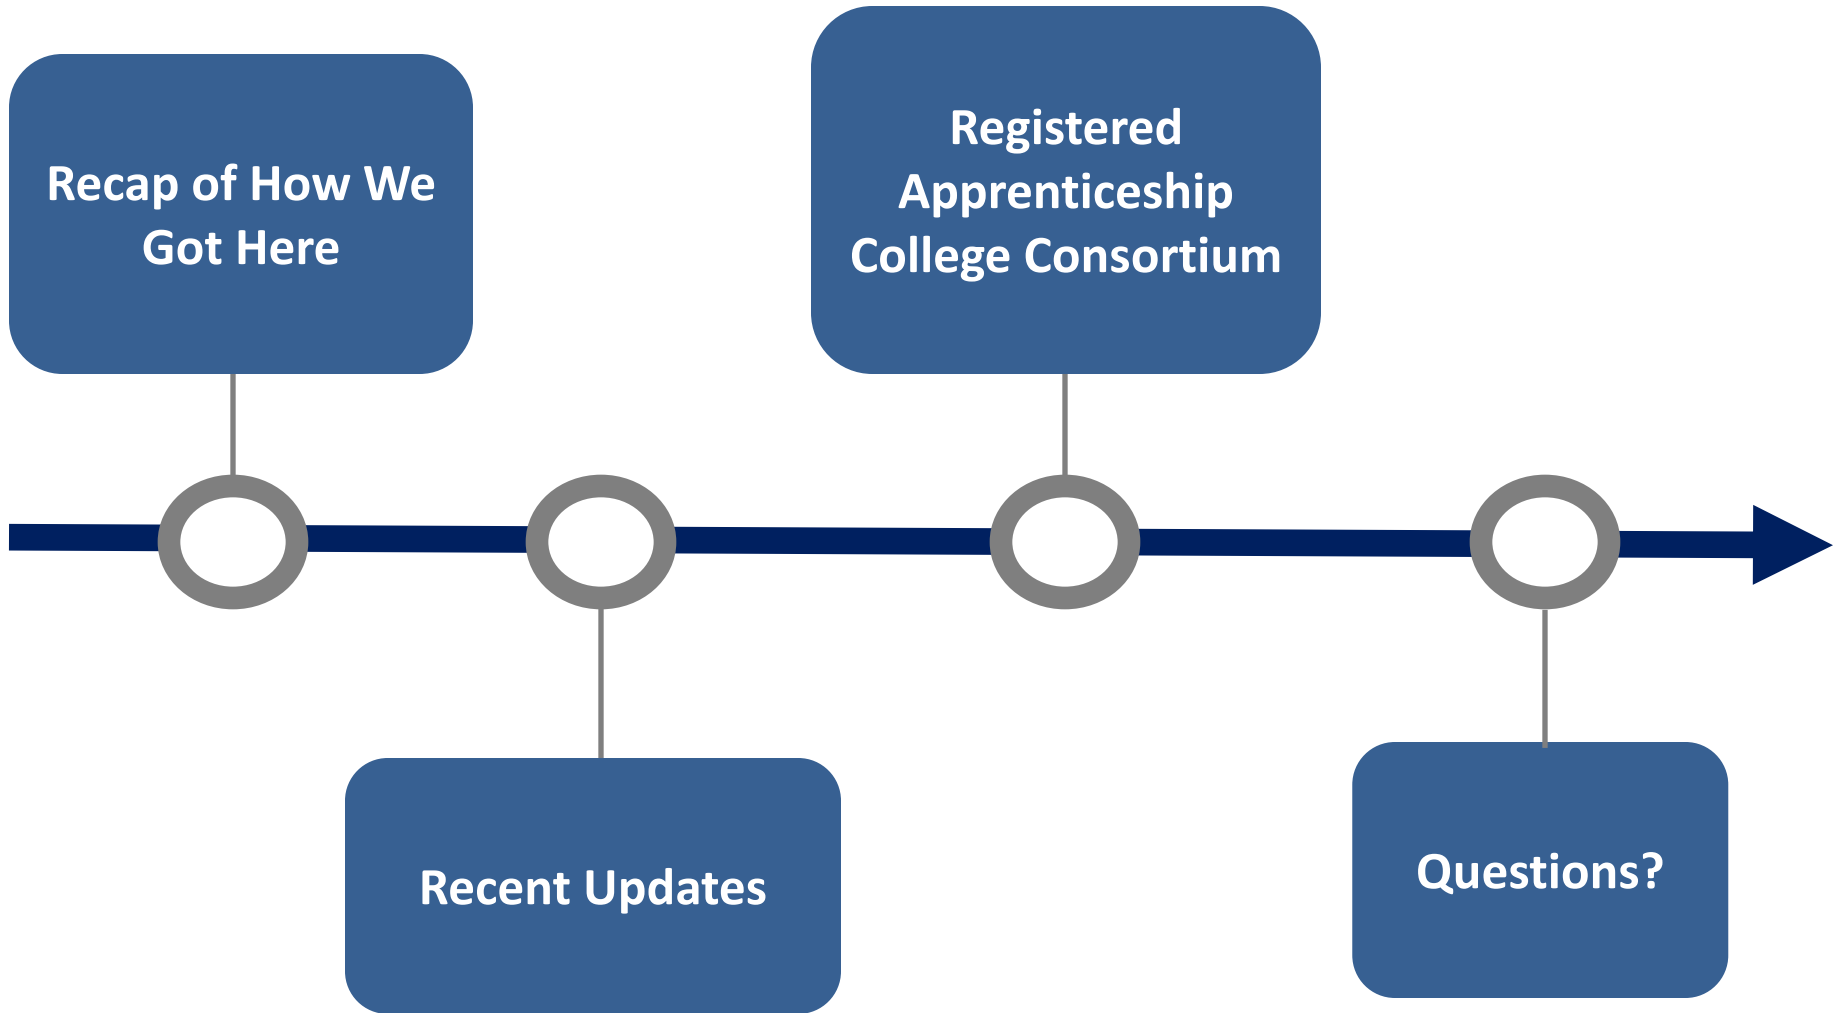 Recap of How We
Got Here
Recent Updates
Registered
Apprenticeship
College Consortium
Questions?